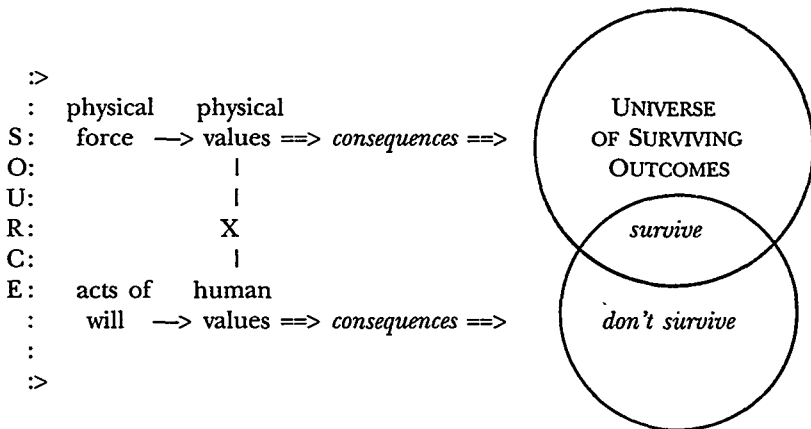 :>
: physical physical
S: force —> values ==> consequences ==> UNIVERSE OF SURVIVING OUTCOMES
O: |
U: |
R: X survive
C: |
E: acts of human
: will —> values ==> consequences ==> don't survive
:
:>